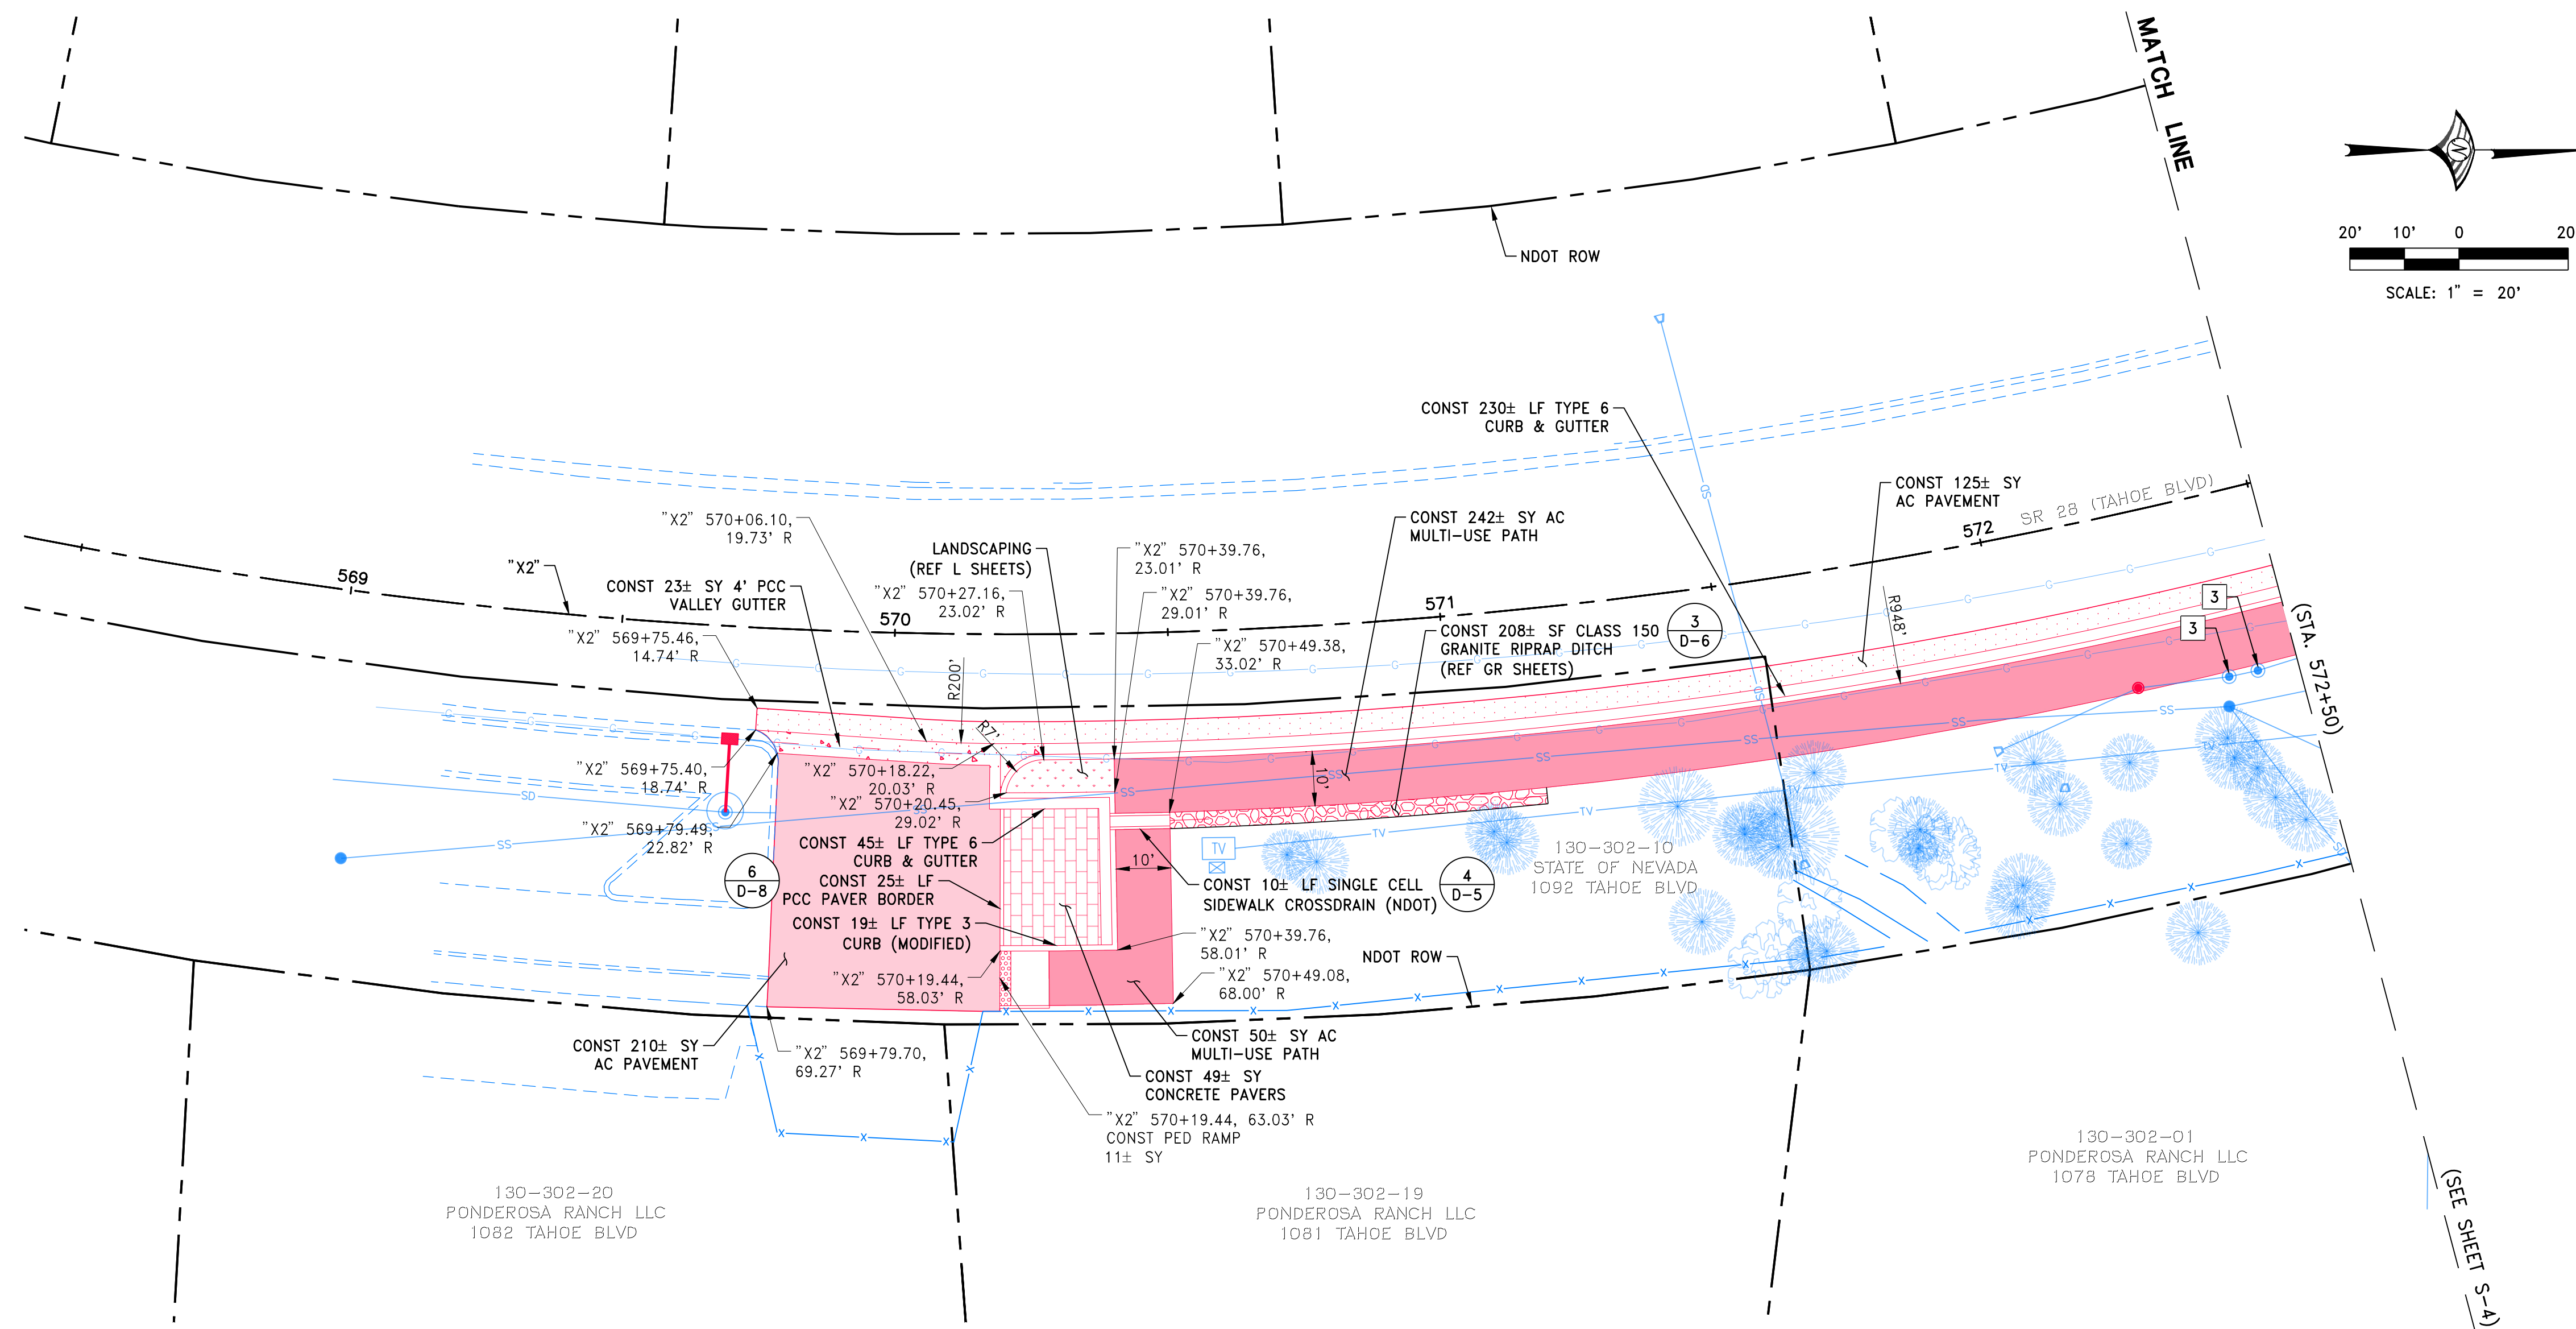 MATCH LINE
N
20' 10' 0 20
SCALE: 1" = 20'
NDOT ROW
SD
CONST 230± LF TYPE 6
CURB & GUTTER
CONST 125± SY
AC PAVEMENT
572
SR 28 (TAHOE BLVD)
"X2" 570+06.10,
19.73' R
LANDSCAPING
(REF L SHEETS)
"X2" 570+39.76,
23.01' R
CONST 242± SY AC
MULTI-USE PATH
569
"X2"
CONST 23± SY 4' PCC
VALLEY GUTTER
"X2" 570+27.16,
23.02' R
"X2" 570+39.76,
29.01' R
571
570
3
D-6
R948'
3
3
(STA. 572+50)
"X2" 569+75.46,
14.74' R
"X2" 570+49.38,
33.02' R
CONST 208± SF CLASS 150
GRANITE RIPRAP DITCH
(REF GR SHEETS)
R200'
R7'
10'
"X2" 569+75.40,
18.74' R
"X2" 570+18.22,
20.03' R
"X2" 570+20.45,
29.02' R
"X2" 569+79.49,
22.82' R
CONST 45± LF TYPE 6
CURB & GUTTER
6
D-8
CONST 25± LF
PCC PAVER BORDER
CONST 19± LF TYPE 3
CURB (MODIFIED)
10'
TV
CONST 10± LF SINGLE CELL
SIDEWALK CROSSDRAIN (NDOT)
4
D-5
130-302-10
STATE OF NEVADA
1092 TAHOE BLVD
"X2" 570+39.76,
58.01' R
NDOT ROW
"X2" 570+19.44,
58.03' R
"X2" 570+49.08,
68.00' R
CONST 210± SY
AC PAVEMENT
"X2" 569+79.70,
69.27' R
CONST 50± SY AC
MULTI-USE PATH
CONST 49± SY
CONCRETE PAVERS
"X2" 570+19.44, 63.03' R
CONST PED RAMP
11± SY
130-302-20
PONDEROSA RANCH LLC
1082 TAHOE BLVD
130-302-19
PONDEROSA RANCH LLC
1081 TAHOE BLVD
130-302-01
PONDEROSA RANCH LLC
1078 TAHOE BLVD
(SEE SHEET S-4)